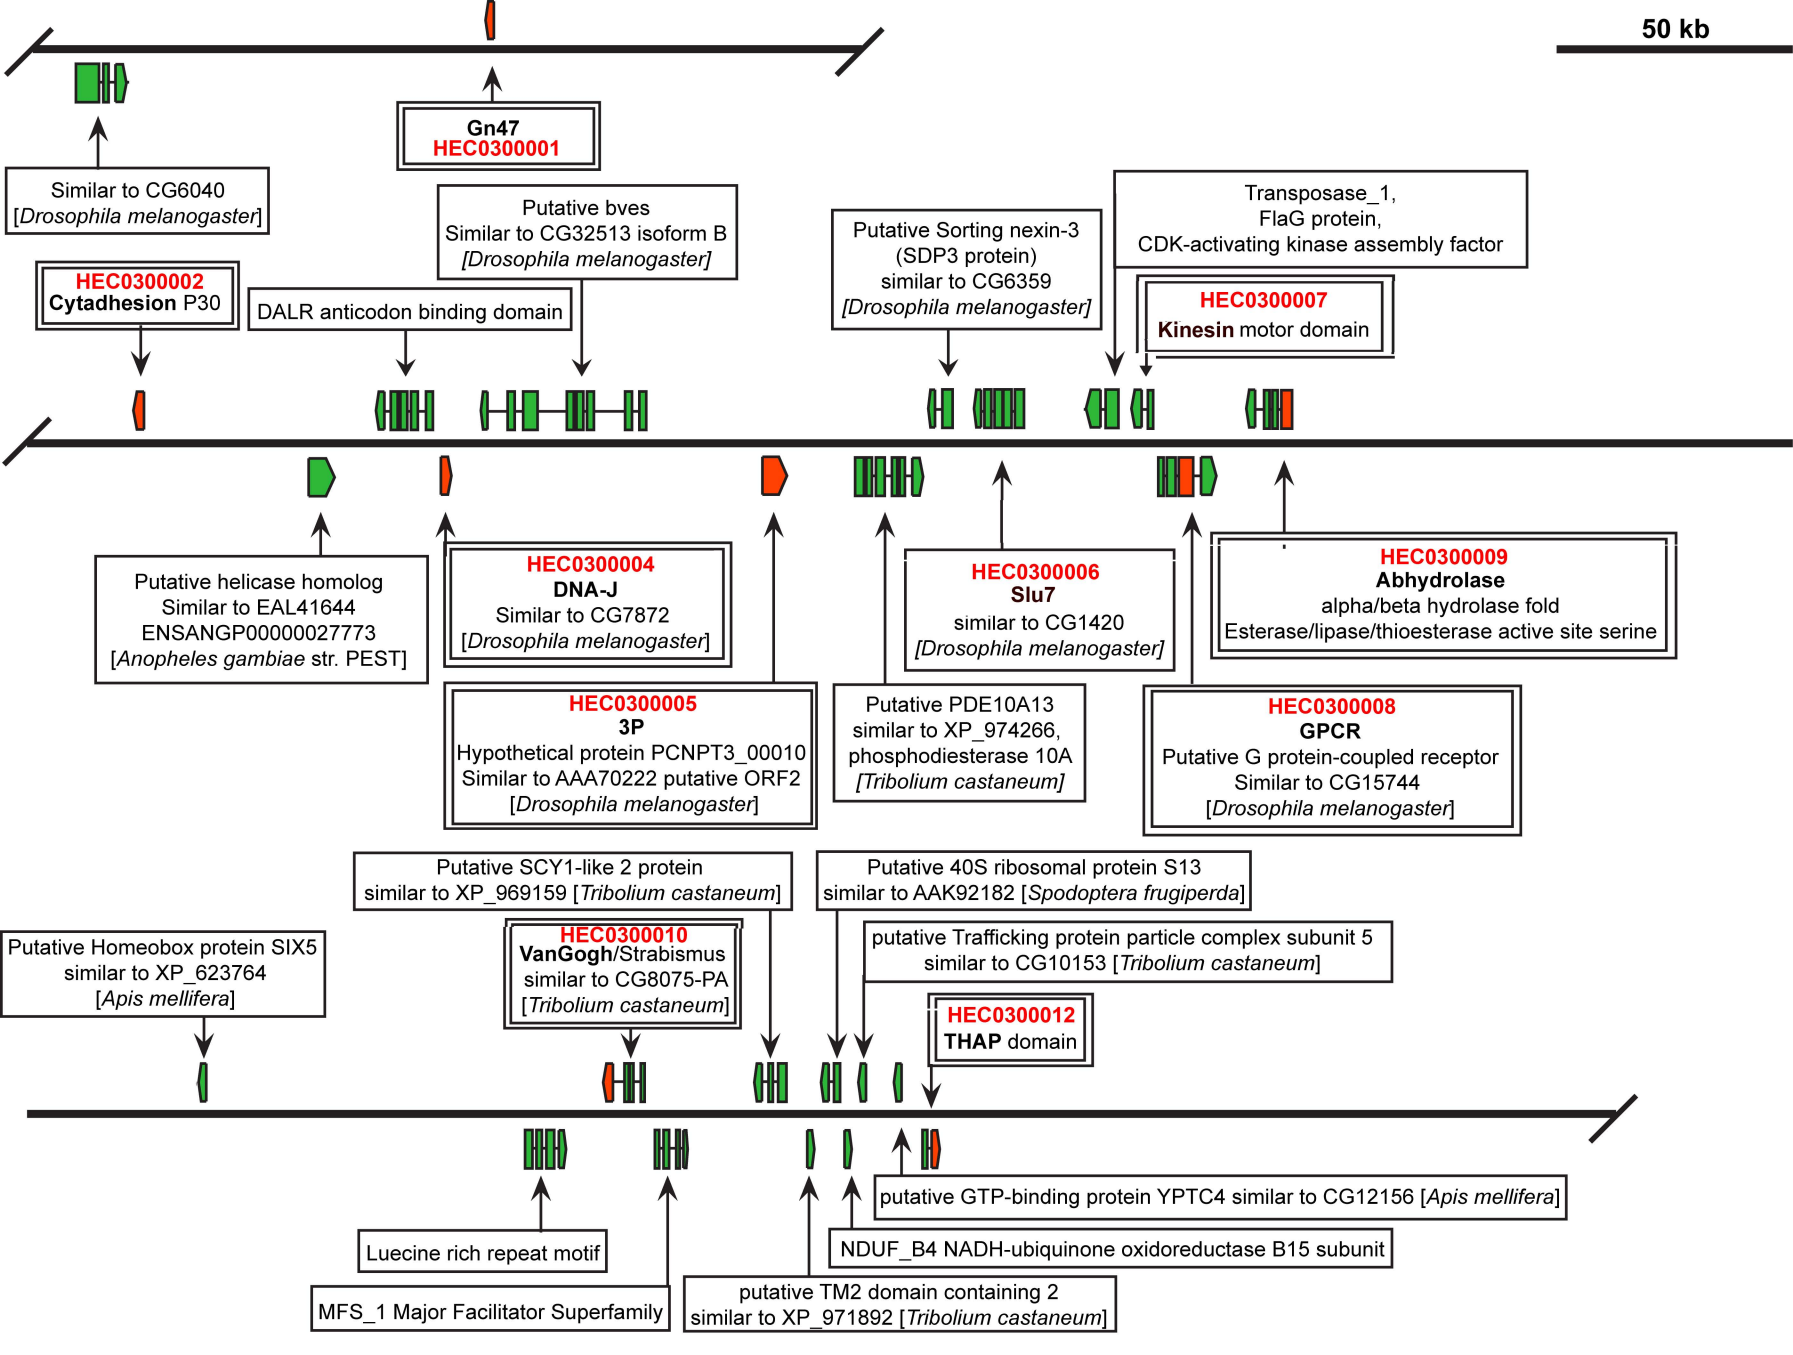 50 kb
Gn47
HEC0300001
Similar to CG6040
[Drosophila melanogaster]
Putative bves
Similar to CG32513 isoform B
[Drosophila melanogaster]
Transposase_1,
FlaG protein,
CDK-activating kinase assembly factor
Putative Sorting nexin-3
(SDP3 protein)
similar to CG6359
[Drosophila melanogaster]
HEC0300002
Cytadhesion P30
DALR anticodon binding domain
HEC0300007
Kinesin motor domain
Putative helicase homolog
Similar to EAL41644
ENSANGP00000027773
[Anopheles gambiae str. PEST]
HEC0300004
DNA-J
Similar to CG7872
[Drosophila melanogaster]
HEC0300006
Slu7
similar to CG1420
[Drosophila melanogaster]
HEC0300009
Abhydrolase
alpha/beta hydrolase fold
Esterase/lipase/thioesterase active site serine
HEC0300005
3P
Hypothetical protein PCNPT3_00010
Similar to AAA70222 putative ORF2
[Drosophila melanogaster]
Putative PDE10A13
similar to XP_974266,
phosphodiesterase 10A
[Tribolium castaneum]
HEC0300008
GPCR
Putative G protein-coupled receptor
Similar to CG15744
[Drosophila melanogaster]
Putative SCY1-like 2 protein
similar to XP_969159 [Tribolium castaneum]
Putative 40S ribosomal protein S13
similar to AAK92182 [Spodoptera frugiperda]
Putative Homeobox protein SIX5
similar to XP_623764
[Apis mellifera]
HEC0300010
VanGogh/Strabismus
similar to CG8075-PA
[Tribolium castaneum]
putative Trafficking protein particle complex subunit 5
similar to CG10153 [Tribolium castaneum]
HEC0300012
THAP domain
putative GTP-binding protein YPTC4 similar to CG12156 [Apis mellifera]
Luecine rich repeat motif
NDUF_B4 NADH-ubiquinone oxidoreductase B15 subunit
MFS_1 Major Facilitator Superfamily
putative TM2 domain containing 2
similar to XP_971892 [Tribolium castaneum]